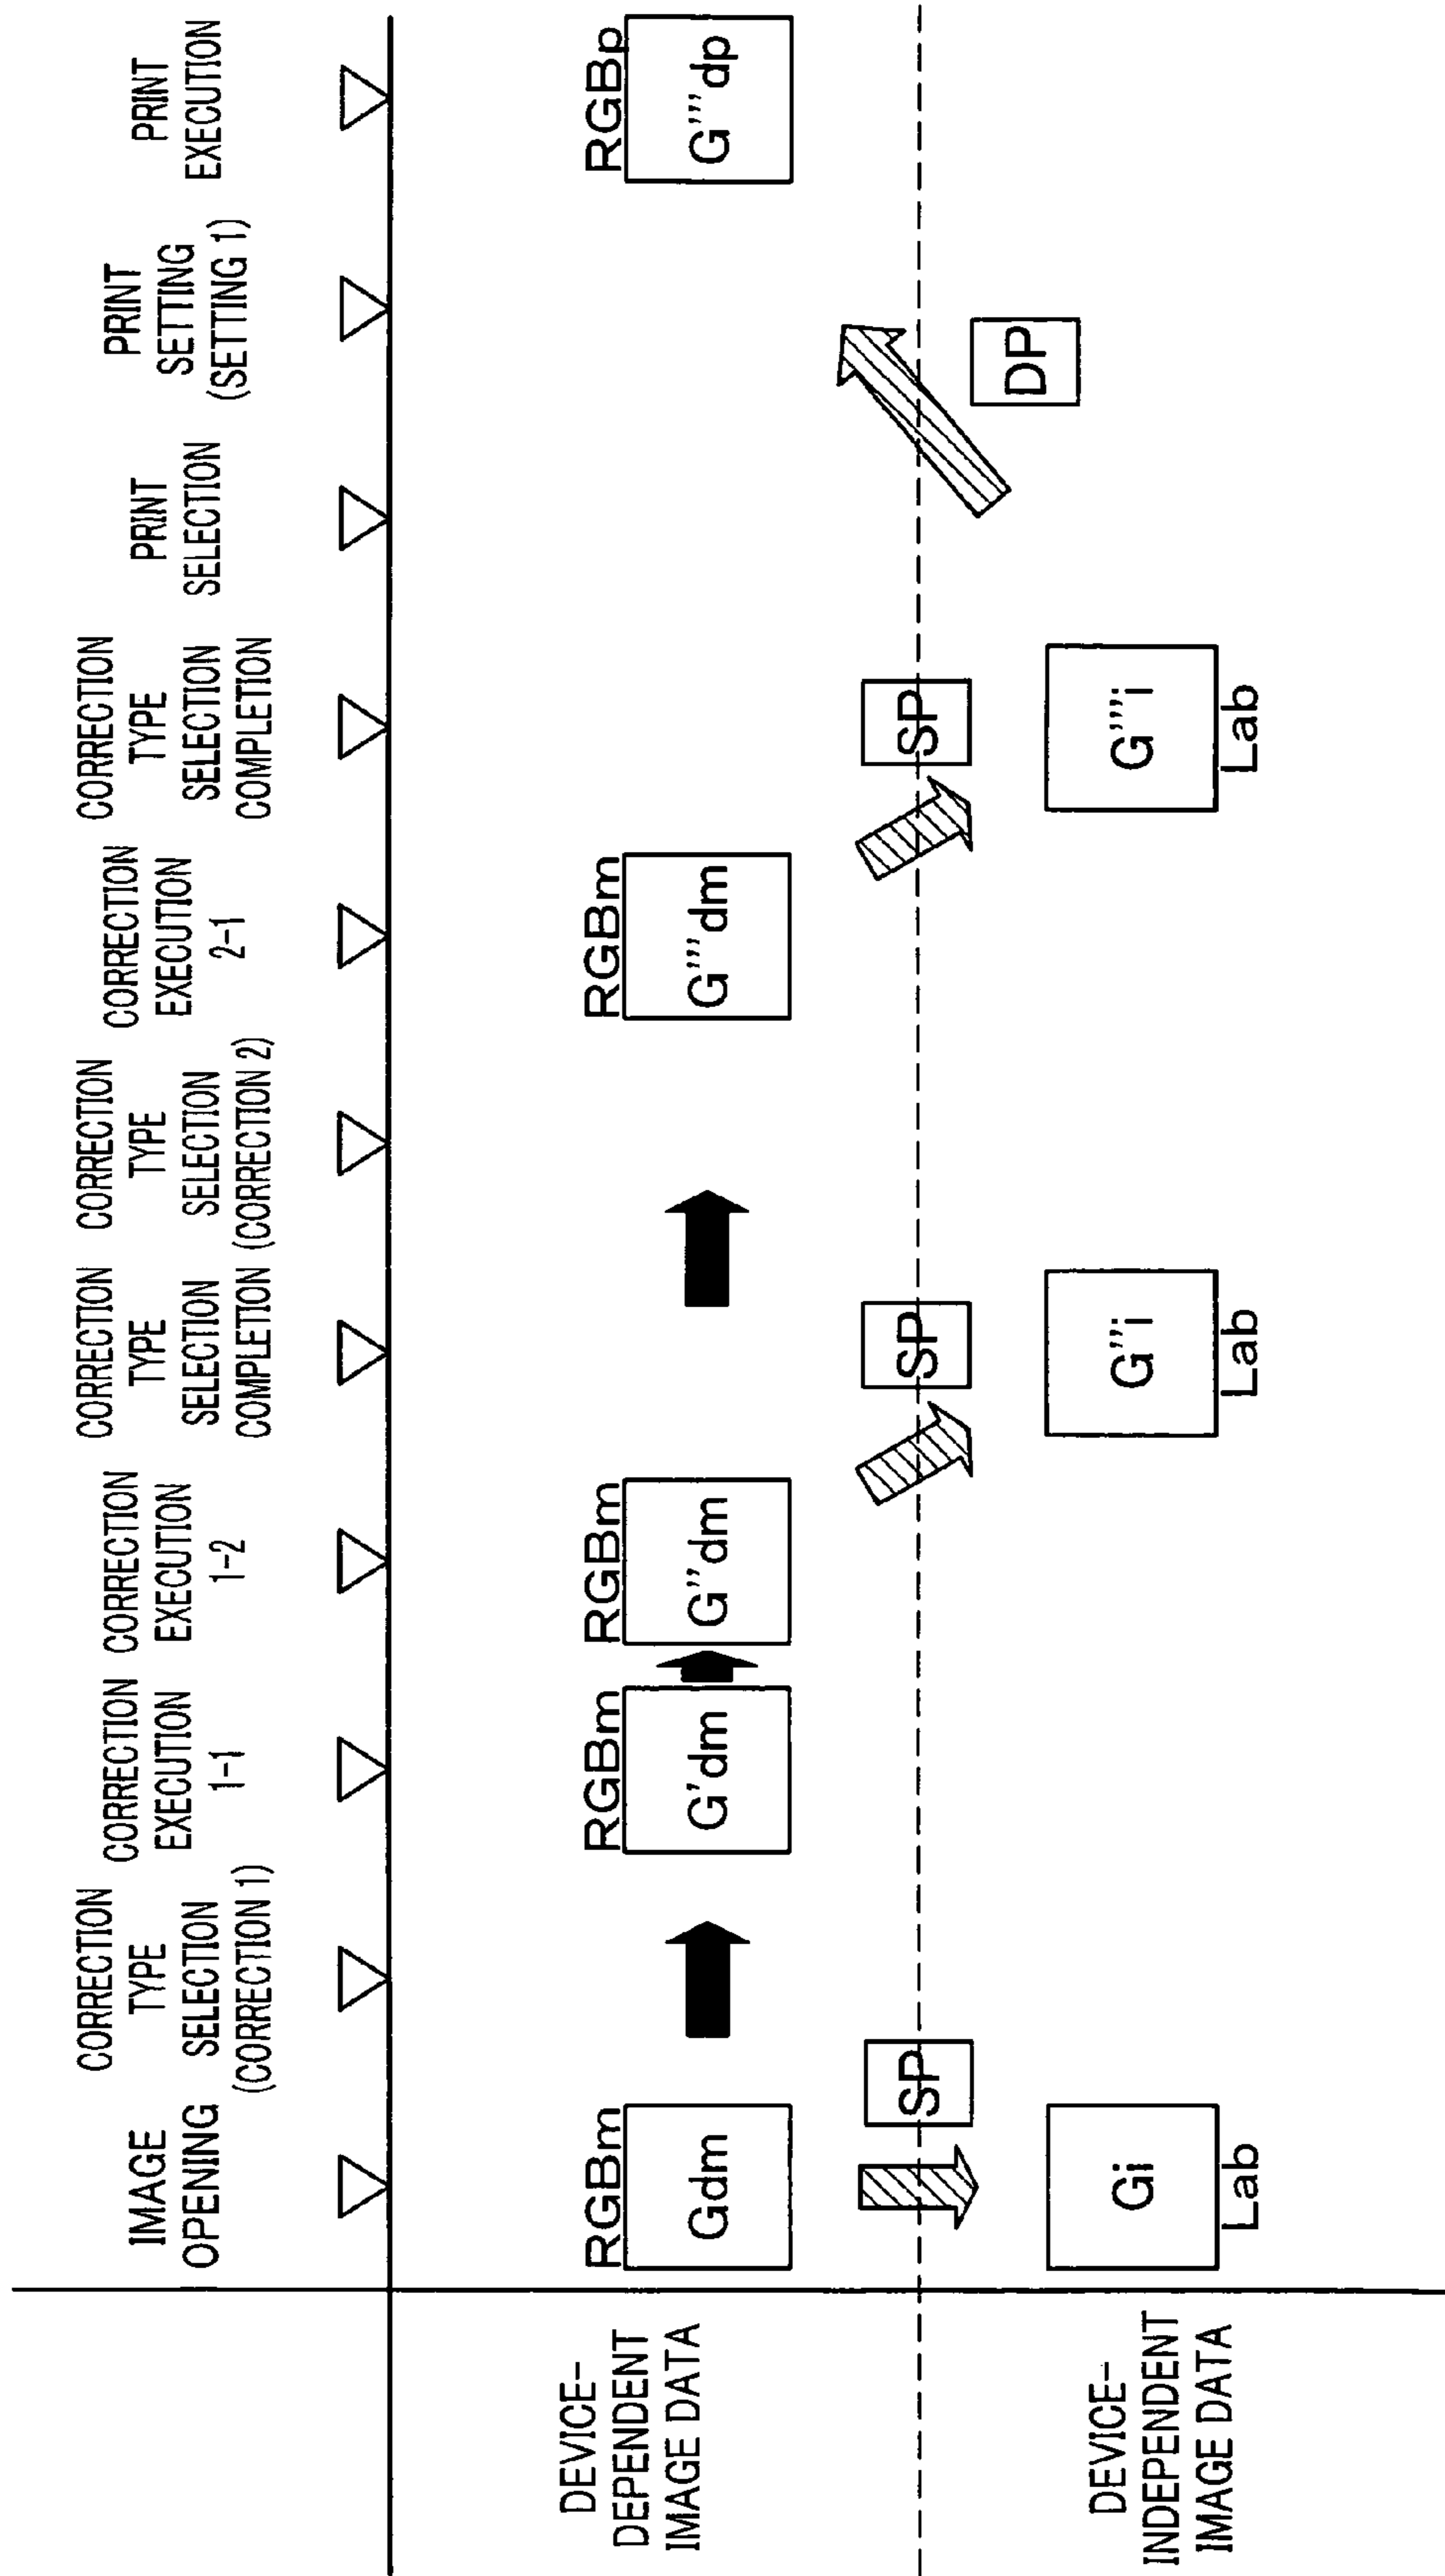 IMAGE
OPENING
CORRECTION
TYPE
SELECTION
(CORRECTION 1)
CORRECTION
EXECUTION
1-1
CORRECTION
EXECUTION
1-2
CORRECTION
TYPE
SELECTION
COMPLETION
CORRECTION
TYPE
SELECTION
(CORRECTION 2)
CORRECTION
EXECUTION
2-1
CORRECTION
TYPE
SELECTION
COMPLETION
PRINT
SELECTION
PRINT
SETTING
(SETTING 1)
PRINT
EXECUTION
DEVICE-
DEPENDENT
IMAGE DATA
RGBm
Gdm
RGBm
G'dm
RGBm
G''dm
RGBm
G'''dm
RGBp
G'''dp
SP
SP
SP
DP
DEVICE-
INDEPENDENT
IMAGE DATA
Gi
Lab
G''i
Lab
G'''i
Lab